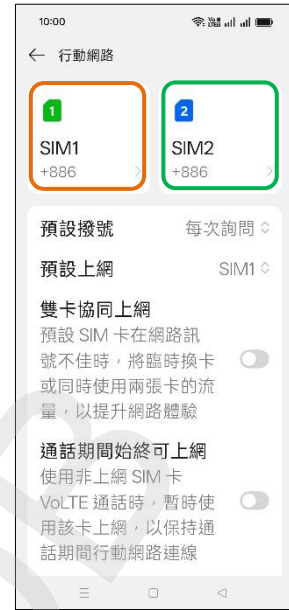 10:00
行動網路
1
2
SIM1
SIM2
+886
+886
預設撥號 每次詢問
預設上網 SIM1
雙卡協同上網
預設 SIM 卡在網路訊
號不佳時，將臨時換卡
或同時使用兩張卡的流
量，以提升網路體驗
通話期間始終可上網
使用非上網 SIM 卡
VoLTE 通話時，暫時使
用該卡上網，以保持通
話期間行動網路連線